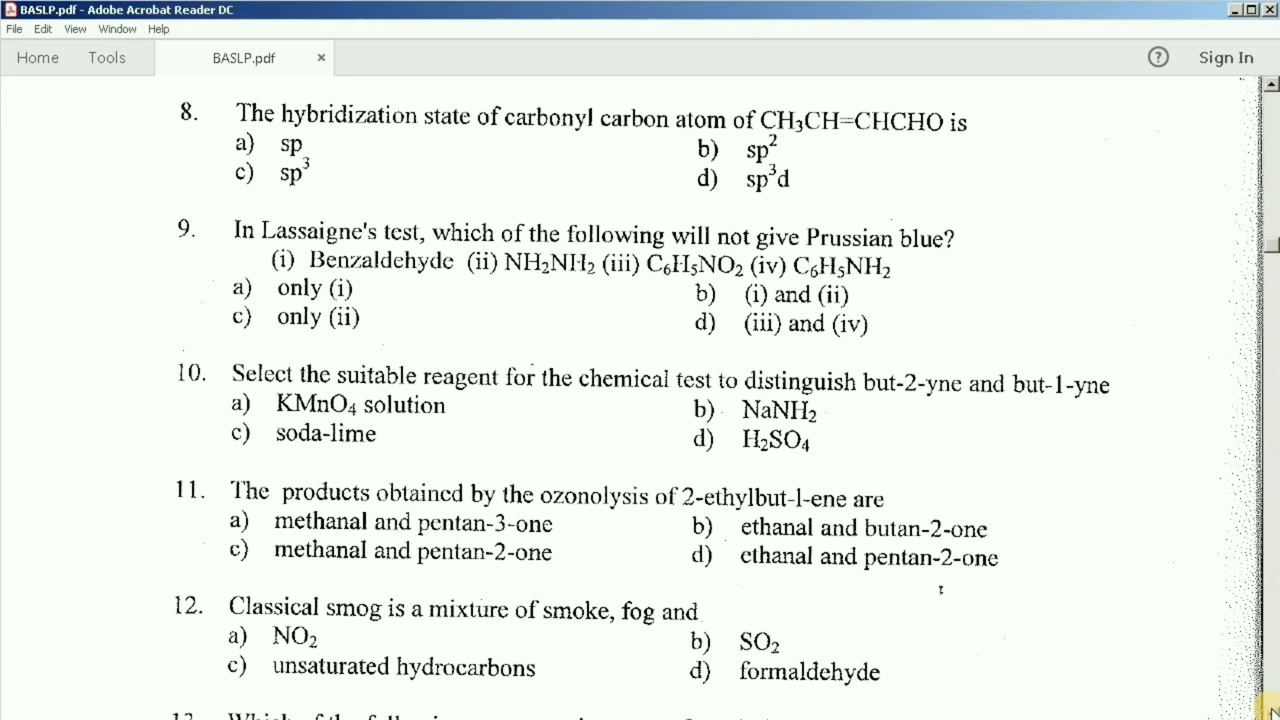 BASLP.pdf - Adobe Acrobat Reader DC
File Edit View Window Help
Home Tools BASLP.pdf × ? Sign In
8. The hybridization state of carbonyl carbon atom of CH₃CH=CHCHO is
a) sp b) sp²
c) sp³ d) sp³d
9. In Lassaigne's test, which of the following will not give Prussian blue?
(i) Benzaldehyde (ii) NH₂NH₂ (iii) C₆H₅NO₂ (iv) C₆H₅NH₂
a) only (i) b) (i) and (ii)
c) only (ii) d) (iii) and (iv)
10. Select the suitable reagent for the chemical test to distinguish but-2-yne and but-1-yne
a) KMnO₄ solution b) NaNH₂
c) soda-lime d) H₂SO₄
11. The products obtained by the ozonolysis of 2-ethylbut-1-ene are
a) methanal and pentan-3-one b) ethanal and butan-2-one
c) methanal and pentan-2-one d) ethanal and pentan-2-one
12. Classical smog is a mixture of smoke, fog and
a) NO₂ b) SO₂
c) unsaturated hydrocarbons d) formaldehyde